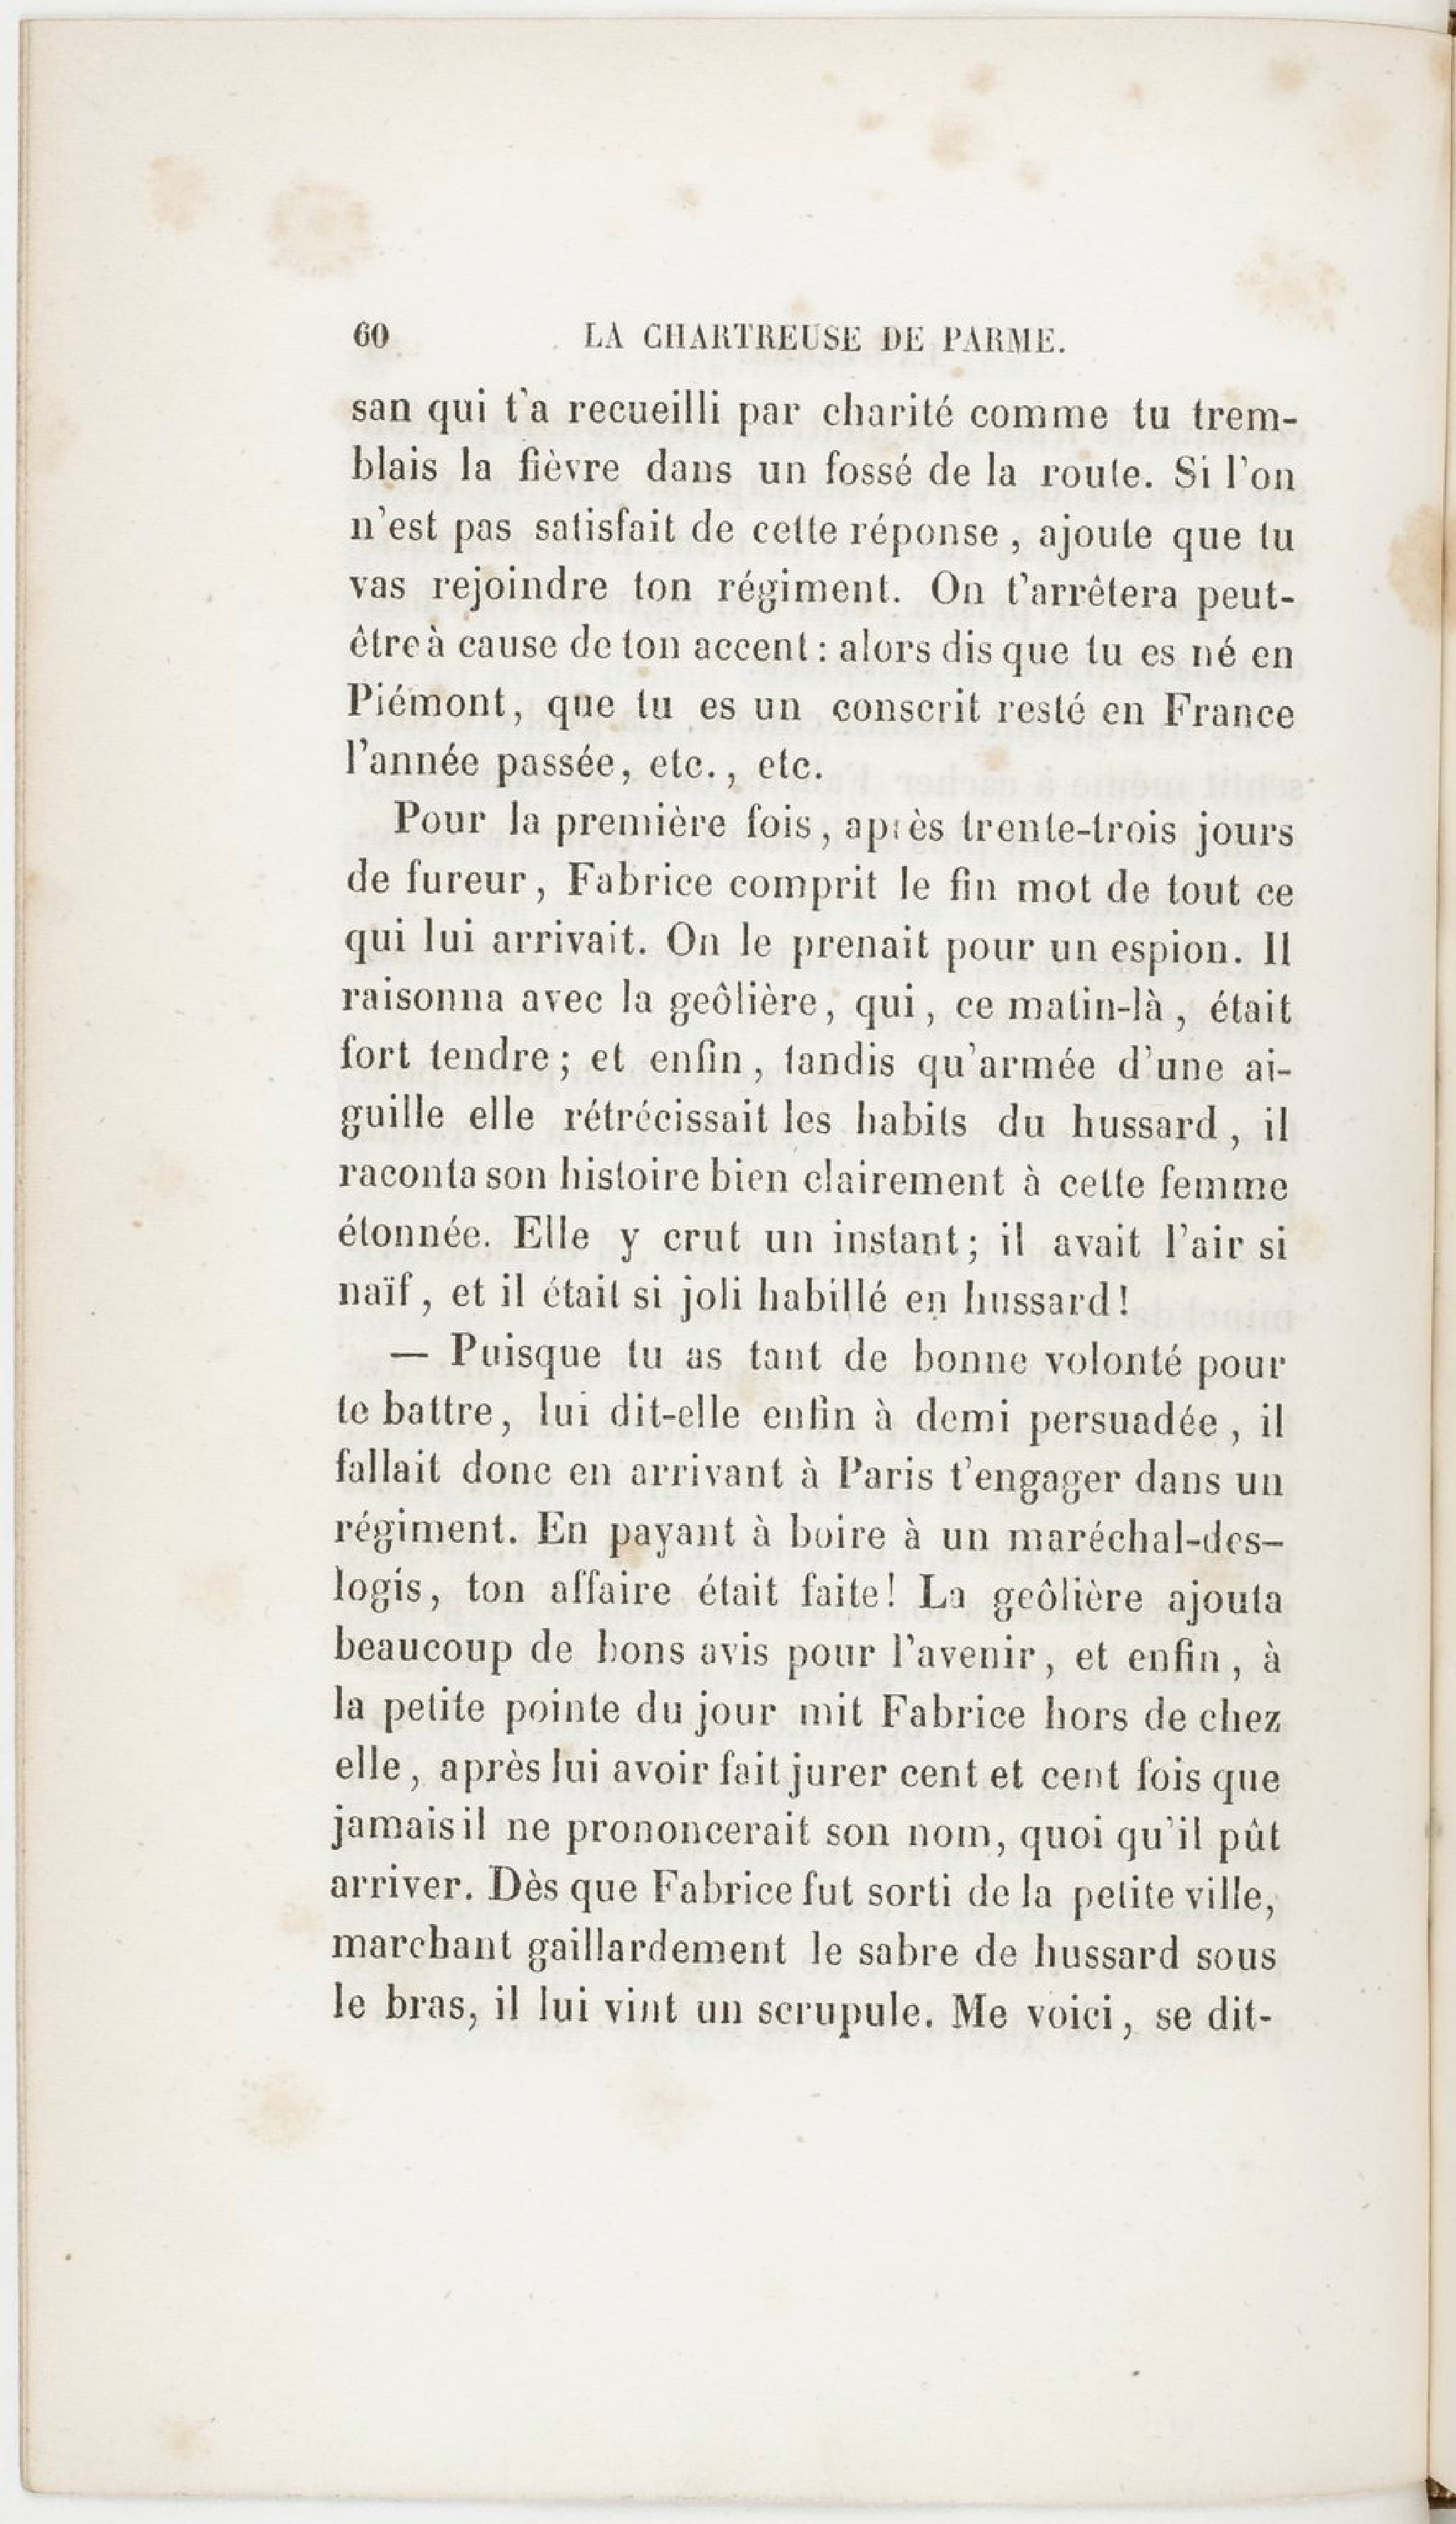 60 LA CHARTREUSE DE PARME.
san qui t'a recueilli par charité comme tu trem-
blais la fièvre dans un fossé de la route. Si l'on
n'est pas satisfait de cette réponse, ajoute que tu
vas rejoindre ton régiment. On t'arrêtera peut-
être à cause de ton accent : alors dis que tu es né en
Piémont, que tu es un conscrit resté en France
l'année passée, etc., etc.
Pour la première fois, après trente-trois jours
de fureur, Fabrice comprit le fin mot de tout ce
qui lui arrivait. On le prenait pour un espion. Il
raisonna avec la geôlière, qui, ce matin-là, était
fort tendre; et enfin, tandis qu'armée d'une ai-
guille elle rétrécissait les habits du hussard, il
raconta son histoire bien clairement à cette femme
étonnée. Elle y crut un instant; il avait l'air si
naïf, et il était si joli habillé en hussard!
— Puisque tu as tant de bonne volonté pour
te battre, lui dit-elle enfin à demi persuadée, il
fallait donc en arrivant à Paris t'engager dans un
régiment. En payant à boire à un maréchal-des-
logis, ton affaire était faite! La geôlière ajouta
beaucoup de bons avis pour l'avenir, et enfin, à
la petite pointe du jour mit Fabrice hors de chez
elle, après lui avoir fait jurer cent et cent fois que
jamais il ne prononcerait son nom, quoi qu'il pût
arriver. Dès que Fabrice fut sorti de la petite ville,
marchant gaillardement le sabre de hussard sous
le bras, il lui vint un scrupule. Me voici, se dit-